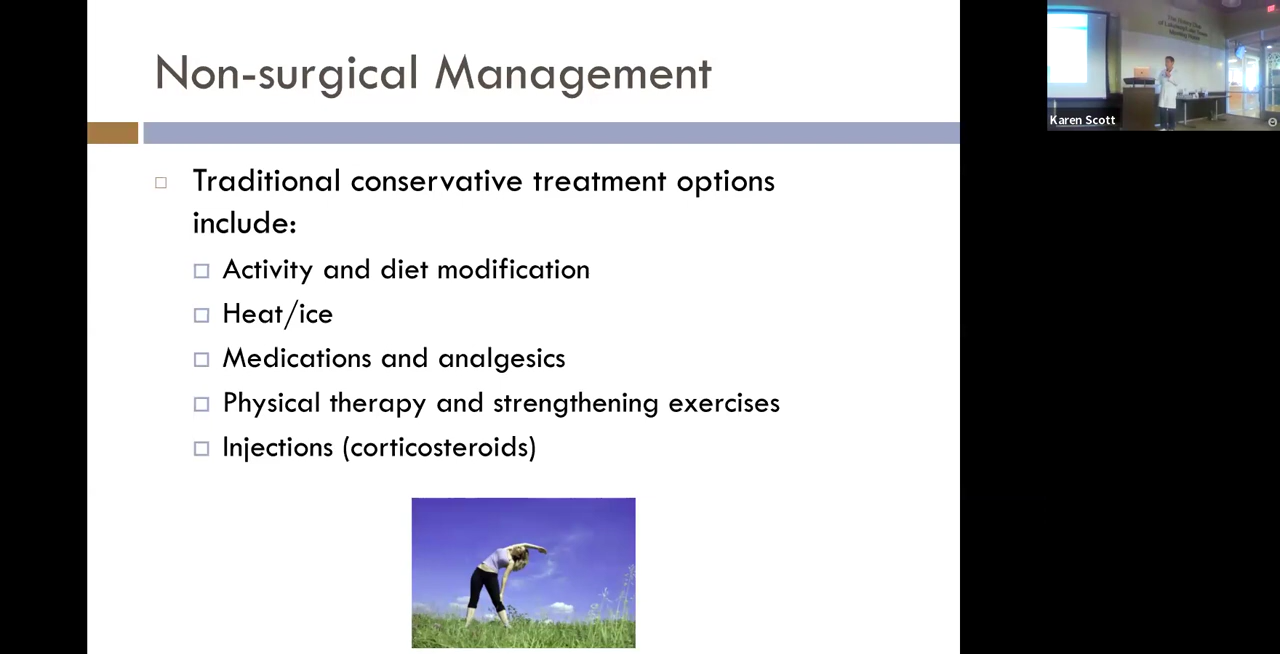 Non-surgical Management
Traditional conservative treatment options
include:
Activity and diet modification
Heat/ice
Medications and analgesics
Physical therapy and strengthening exercises
Injections (corticosteroids)
Karen Scott